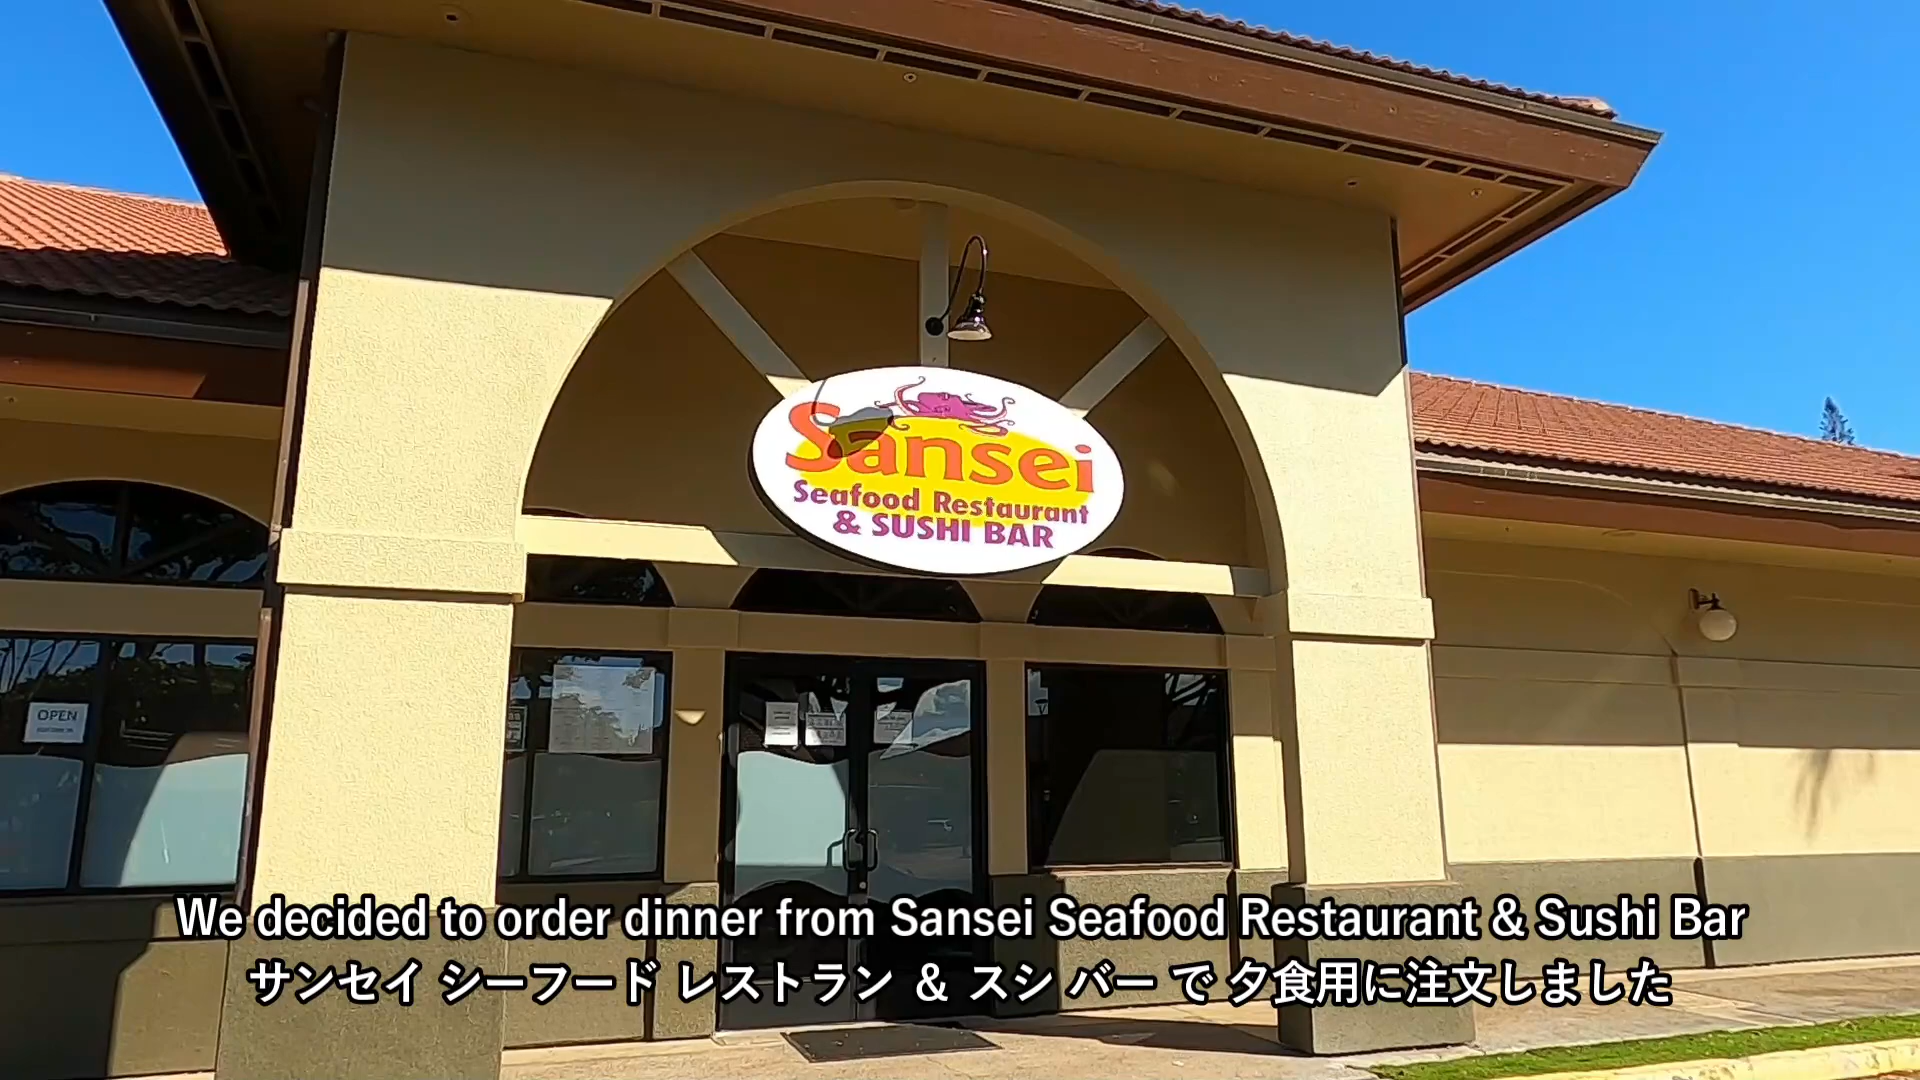 Sansei
Seafood Restaurant
& SUSHI BAR
OPEN
We decided to order dinner from Sansei Seafood Restaurant & Sushi Bar
サンセイ シーフード レストラン ＆ スシ バー で 夕食用に注文しました